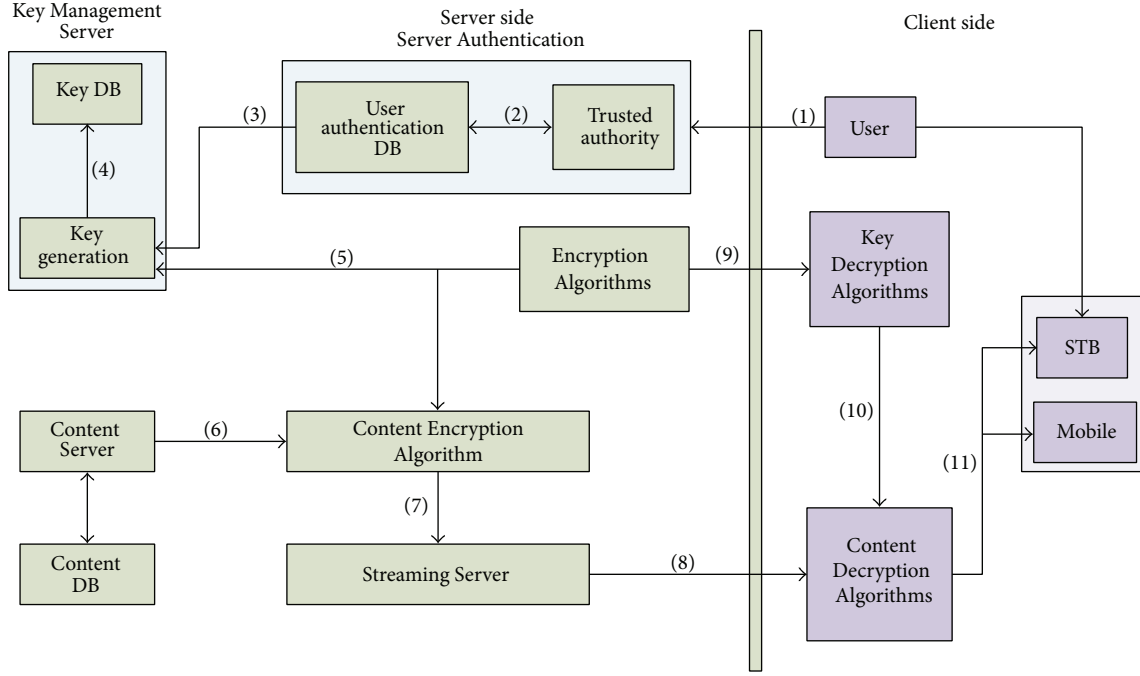 Key Management
Server
Server side
Server Authentication
Client side
Key DB
User
authentication
DB
Trusted
authority
User
(1)
(2)
(3)
(4)
Key
generation
(5)
Encryption
Algorithms
(9)
Key
Decryption
Algorithms
STB
Mobile
(10)
(11)
Content
Server
(6)
Content Encryption
Algorithm
(7)
Content
DB
Streaming Server
(8)
Content
Decryption
Algorithms